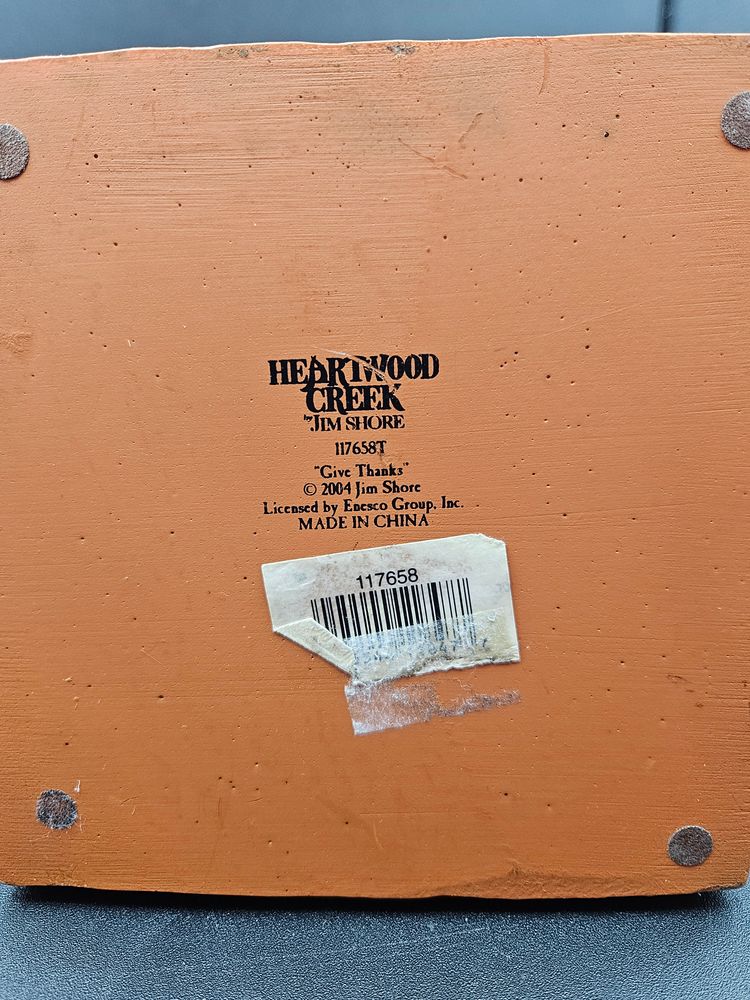 HEARTWOOD
CREEK
by JIM SHORE
117658T
"Give Thanks"
© 2004 Jim Shore
Licensed by Enesco Group, Inc.
MADE IN CHINA
117658